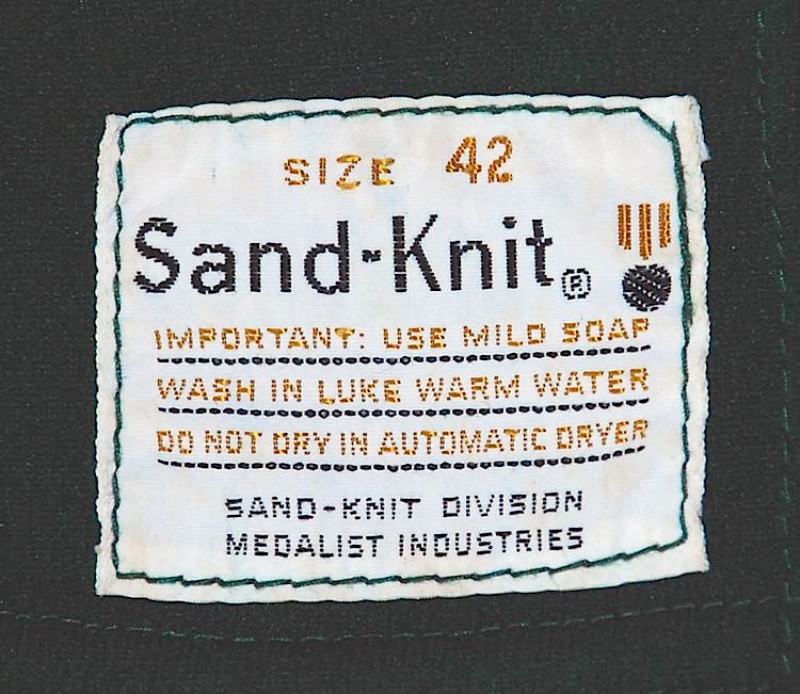 SIZE 42
Sand-Knit®
IMPORTANT: USE MILD SOAP
WASH IN LUKE WARM WATER
DO NOT DRY IN AUTOMATIC DRYER
SAND-KNIT DIVISION
MEDALIST INDUSTRIES